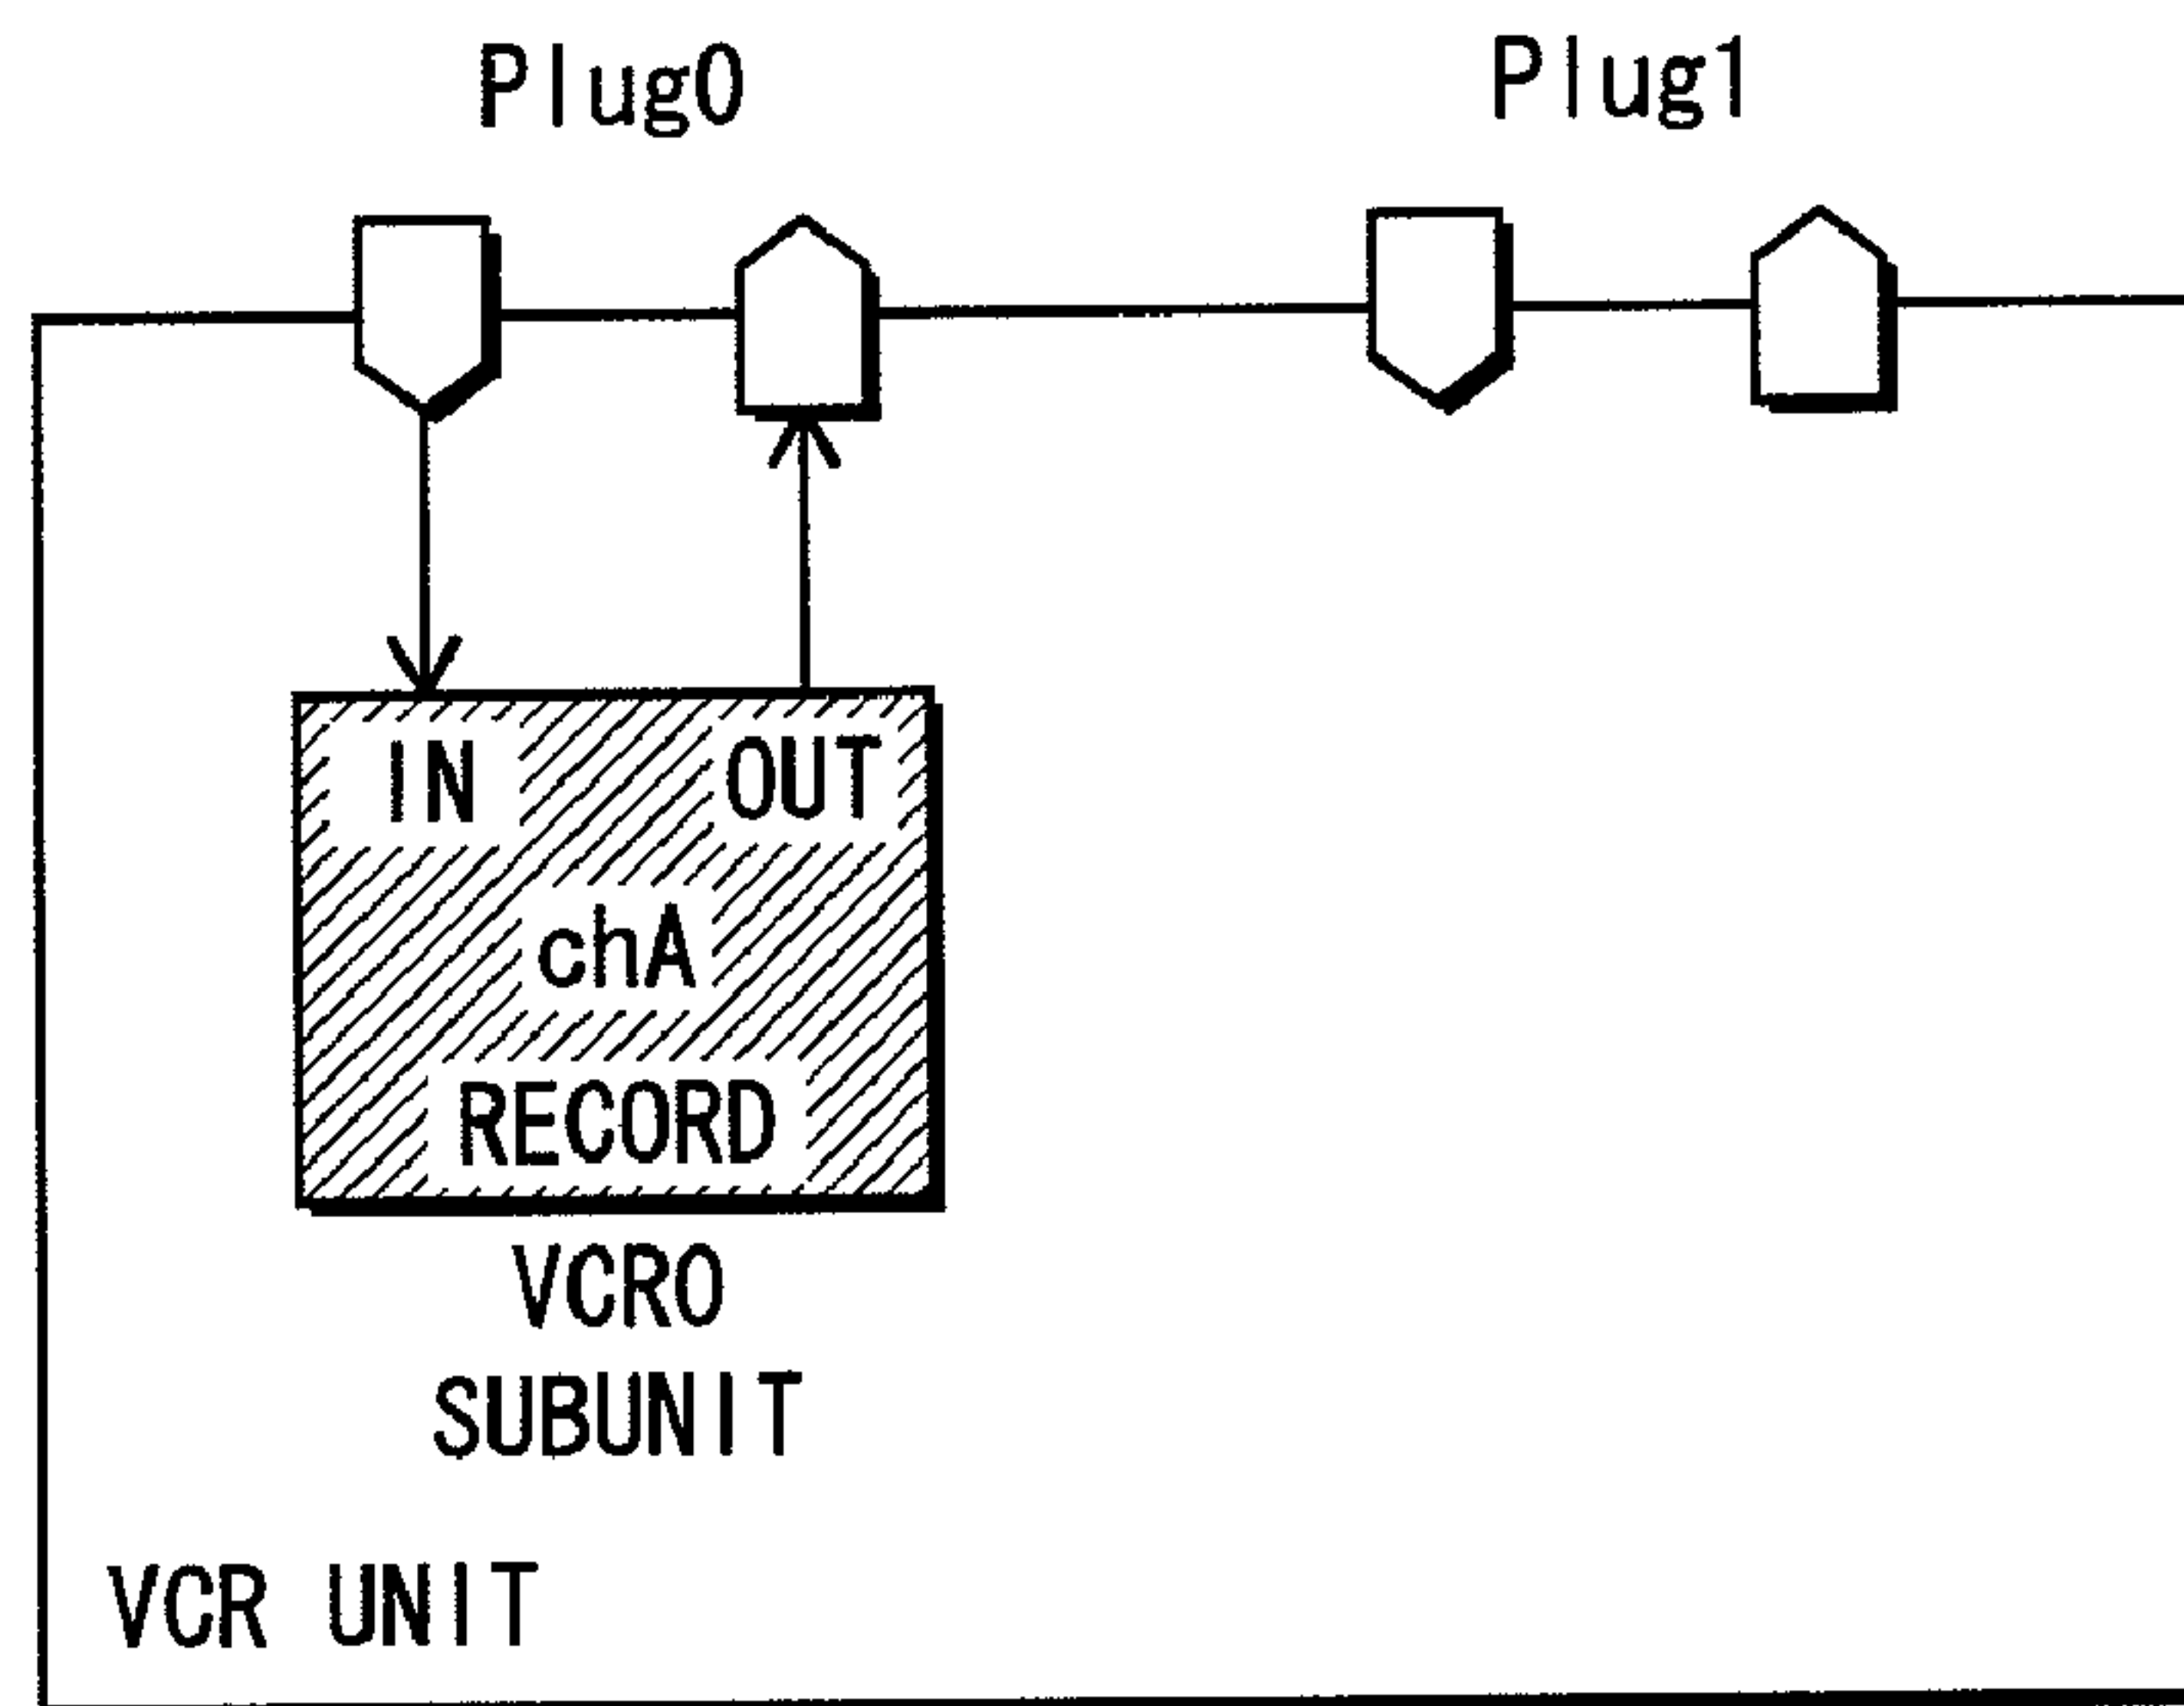 Plug0 Plug1
IN OUT
chA
RECORD
VCR0
SUBUNIT
VCR UNIT